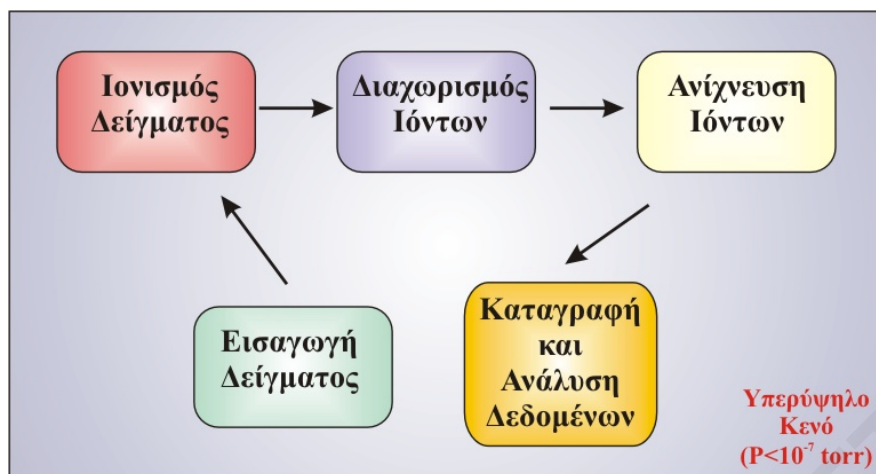 Ιονισμός
Δείγματος
Διαχωρισμός
Ιόντων
Ανίχνευση
Ιόντων
Εισαγωγή
Δείγματος
Καταγραφή
και
Ανάλυση
Δεδομένων
Υπερύψηλο
Κενό
(P<10⁻⁷ torr)